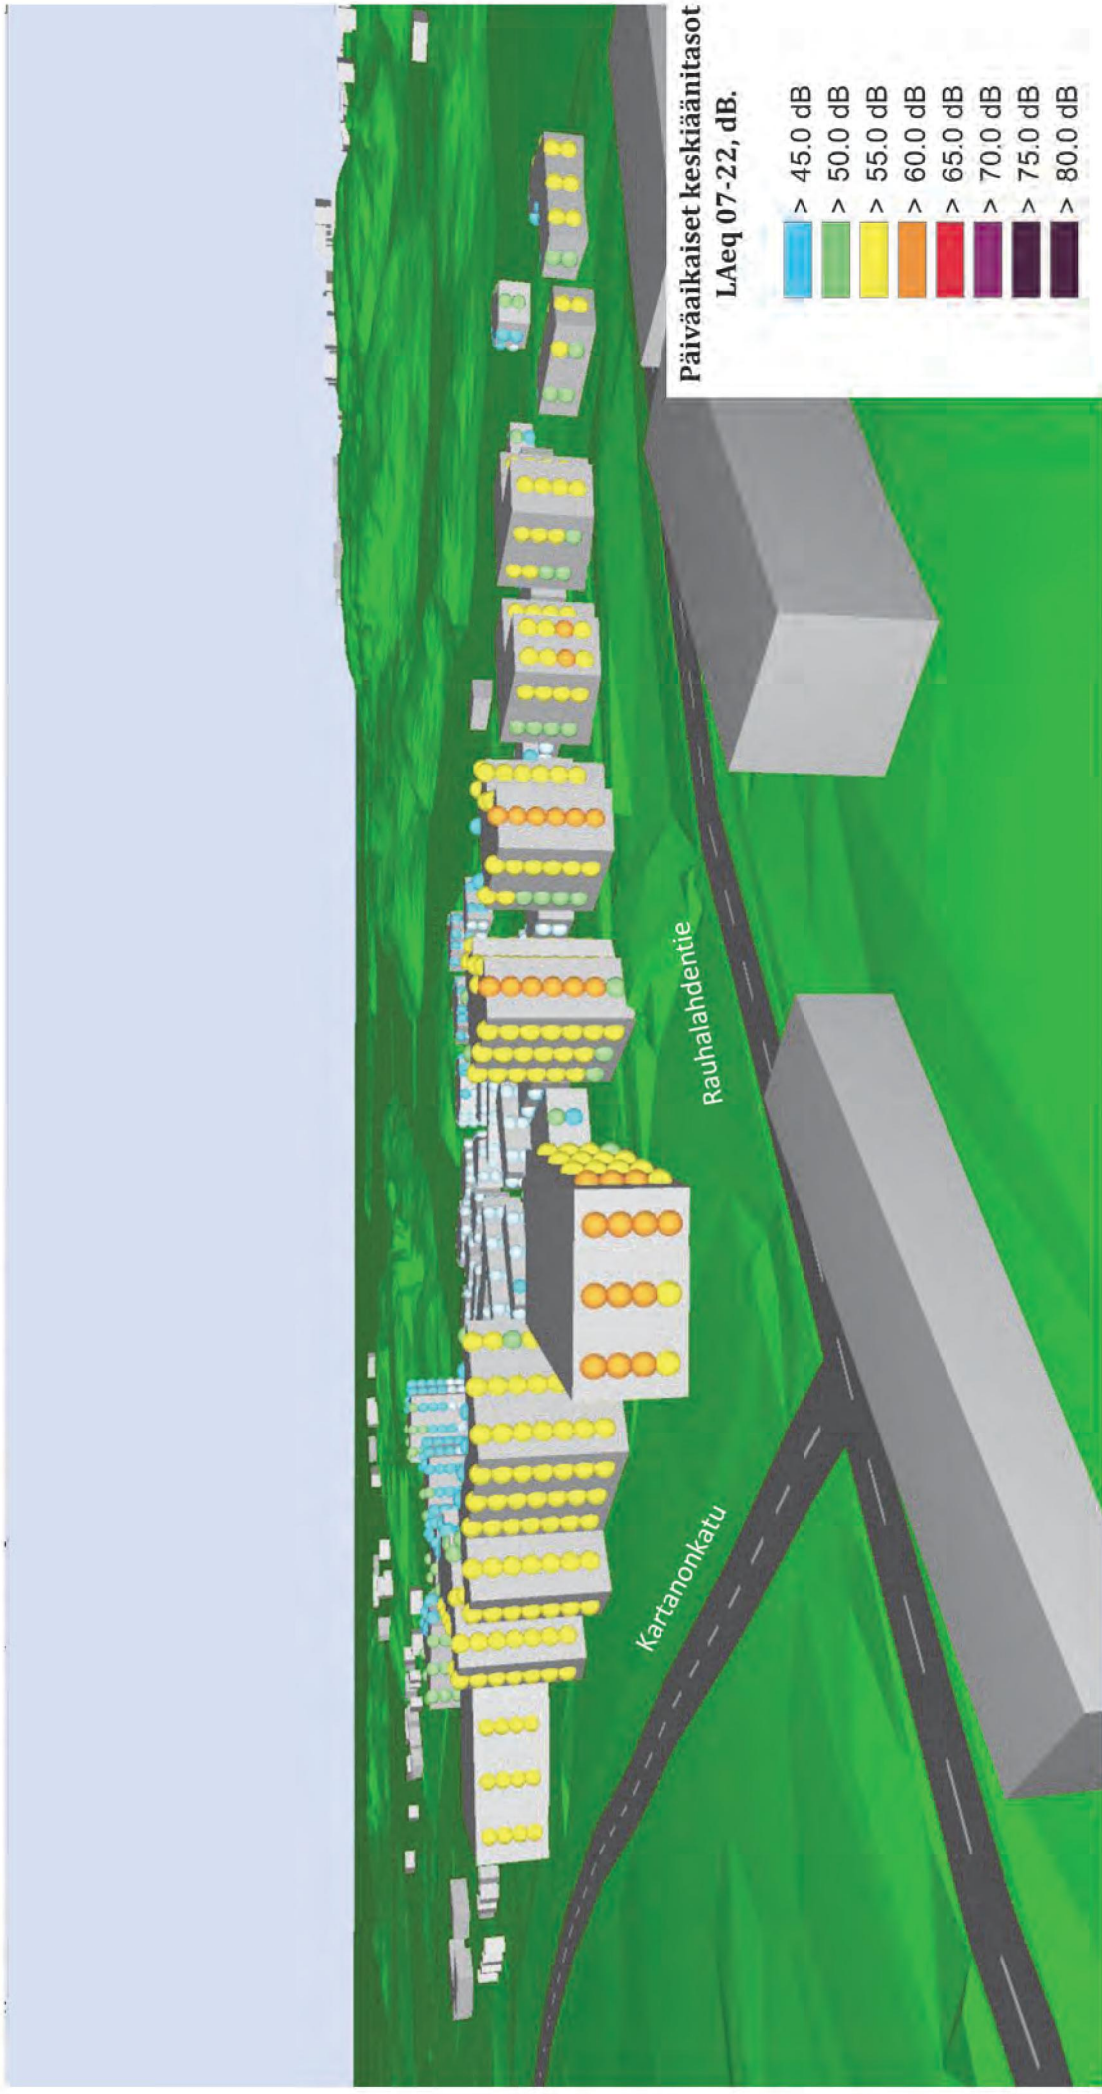 Päiväaikaiset keskiäänitasot
LAeq 07-22, dB.
> 45.0 dB
> 50.0 dB
> 55.0 dB
> 60.0 dB
> 65.0 dB
> 70.0 dB
> 75.0 dB
> 80.0 dB
Rauhalahdentie
Kartanonkatu